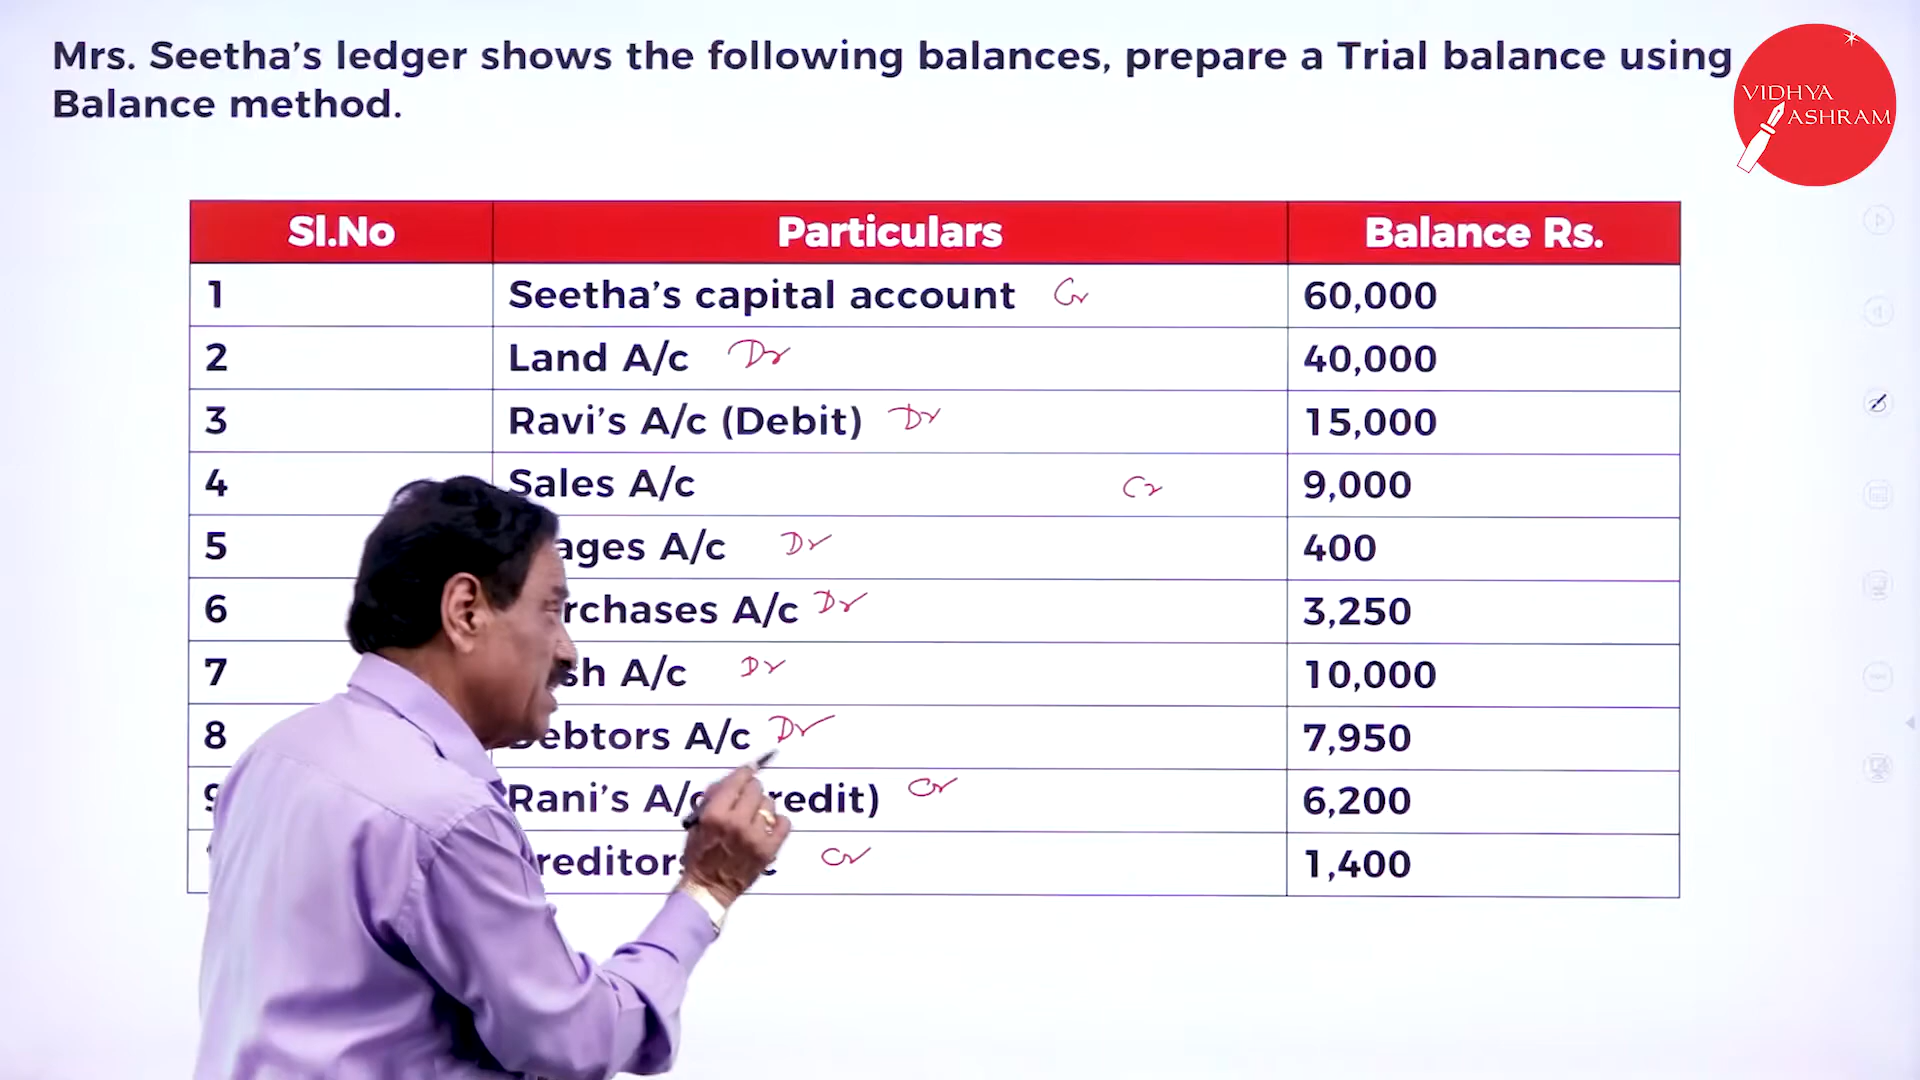 Mrs. Seetha's ledger shows the following balances, prepare a Trial balance using
Balance method.
VIDHYA
ASHRAM
Sl.No Particulars Balance Rs.
1 Seetha's capital account Cr 60,000
2 Land A/c Dr 40,000
3 Ravi's A/c (Debit) Dr 15,000
4 Sales A/c Cr 9,000
5 ages A/c Dr 400
6 rchases A/c Dr 3,250
7 sh A/c Dr 10,000
8 Debtors A/c Dr 7,950
9 Rani's A/c redit) Cr 6,200
reditors c Cr 1,400